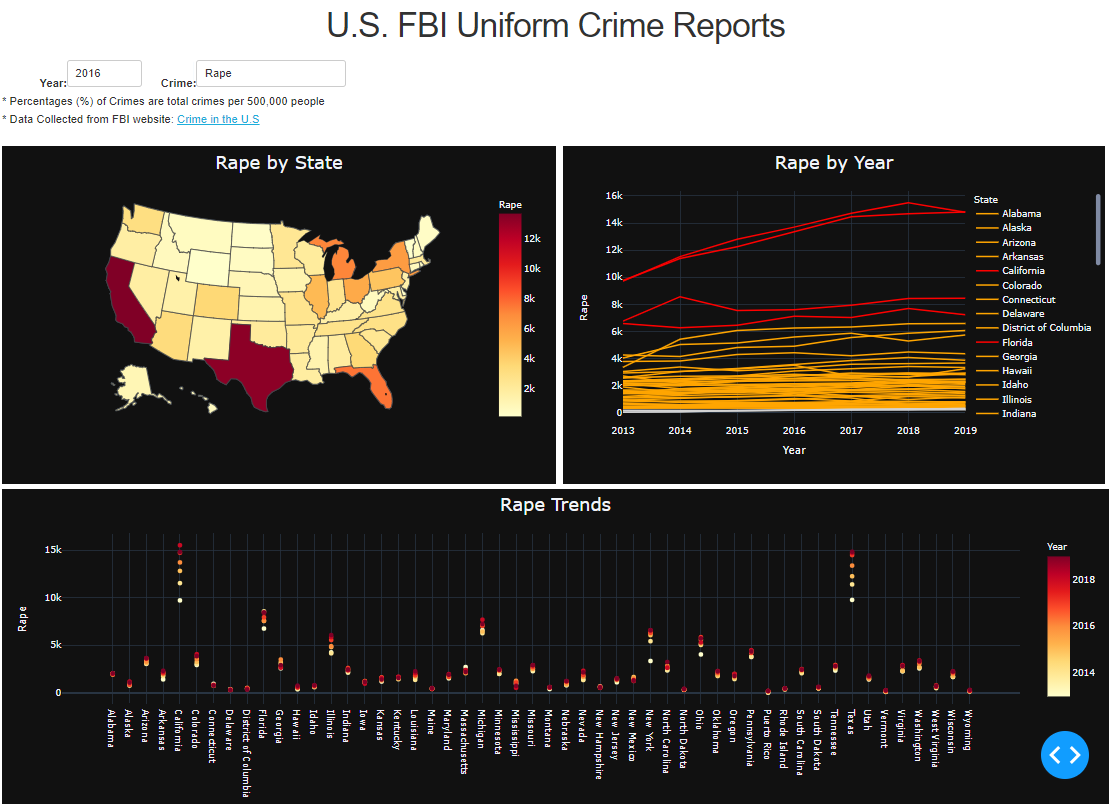 U.S. FBI Uniform Crime Reports
Year: 2016 Crime: Rape
* Percentages (%) of Crimes are total crimes per 500,000 people
* Data Collected from FBI website: Crime in the U.S
Rape by State
Rape
12k
10k
8k
6k
4k
2k
Rape by Year
Rape
16k
14k
12k
10k
8k
6k
4k
2k
0
2013 2014 2015 2016 2017 2018 2019
Year
State
Alabama
Alaska
Arizona
Arkansas
California
Colorado
Connecticut
Delaware
District of Columbia
Florida
Georgia
Hawaii
Idaho
Illinois
Indiana
Rape Trends
Rape
15k
10k
5k
0
Alabama
Alaska
Arizona
Arkansas
California
Colorado
Connecticut
Delaware
District of Columbia
Florida
Georgia
Hawaii
Idaho
Illinois
Indiana
Iowa
Kansas
Kentucky
Louisiana
Maine
Maryland
Massachusetts
Michigan
Minnesota
Mississippi
Missouri
Montana
Nebraska
Nevada
New Hampshire
New Jersey
New Mexico
New York
North Carolina
North Dakota
Ohio
Oklahoma
Oregon
Pennsylvania
Puerto Rico
Rhode Island
South Carolina
South Dakota
Tennessee
Texas
Utah
Vermont
Virginia
Washington
West Virginia
Wisconsin
Wyoming
Year
2018
2016
2014